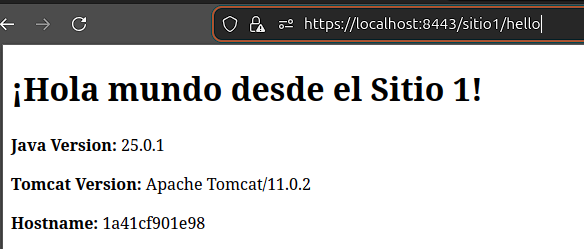 https://localhost:8443/sitio1/hello
¡Hola mundo desde el Sitio 1!
Java Version: 25.0.1
Tomcat Version: Apache Tomcat/11.0.2
Hostname: 1a41cf901e98